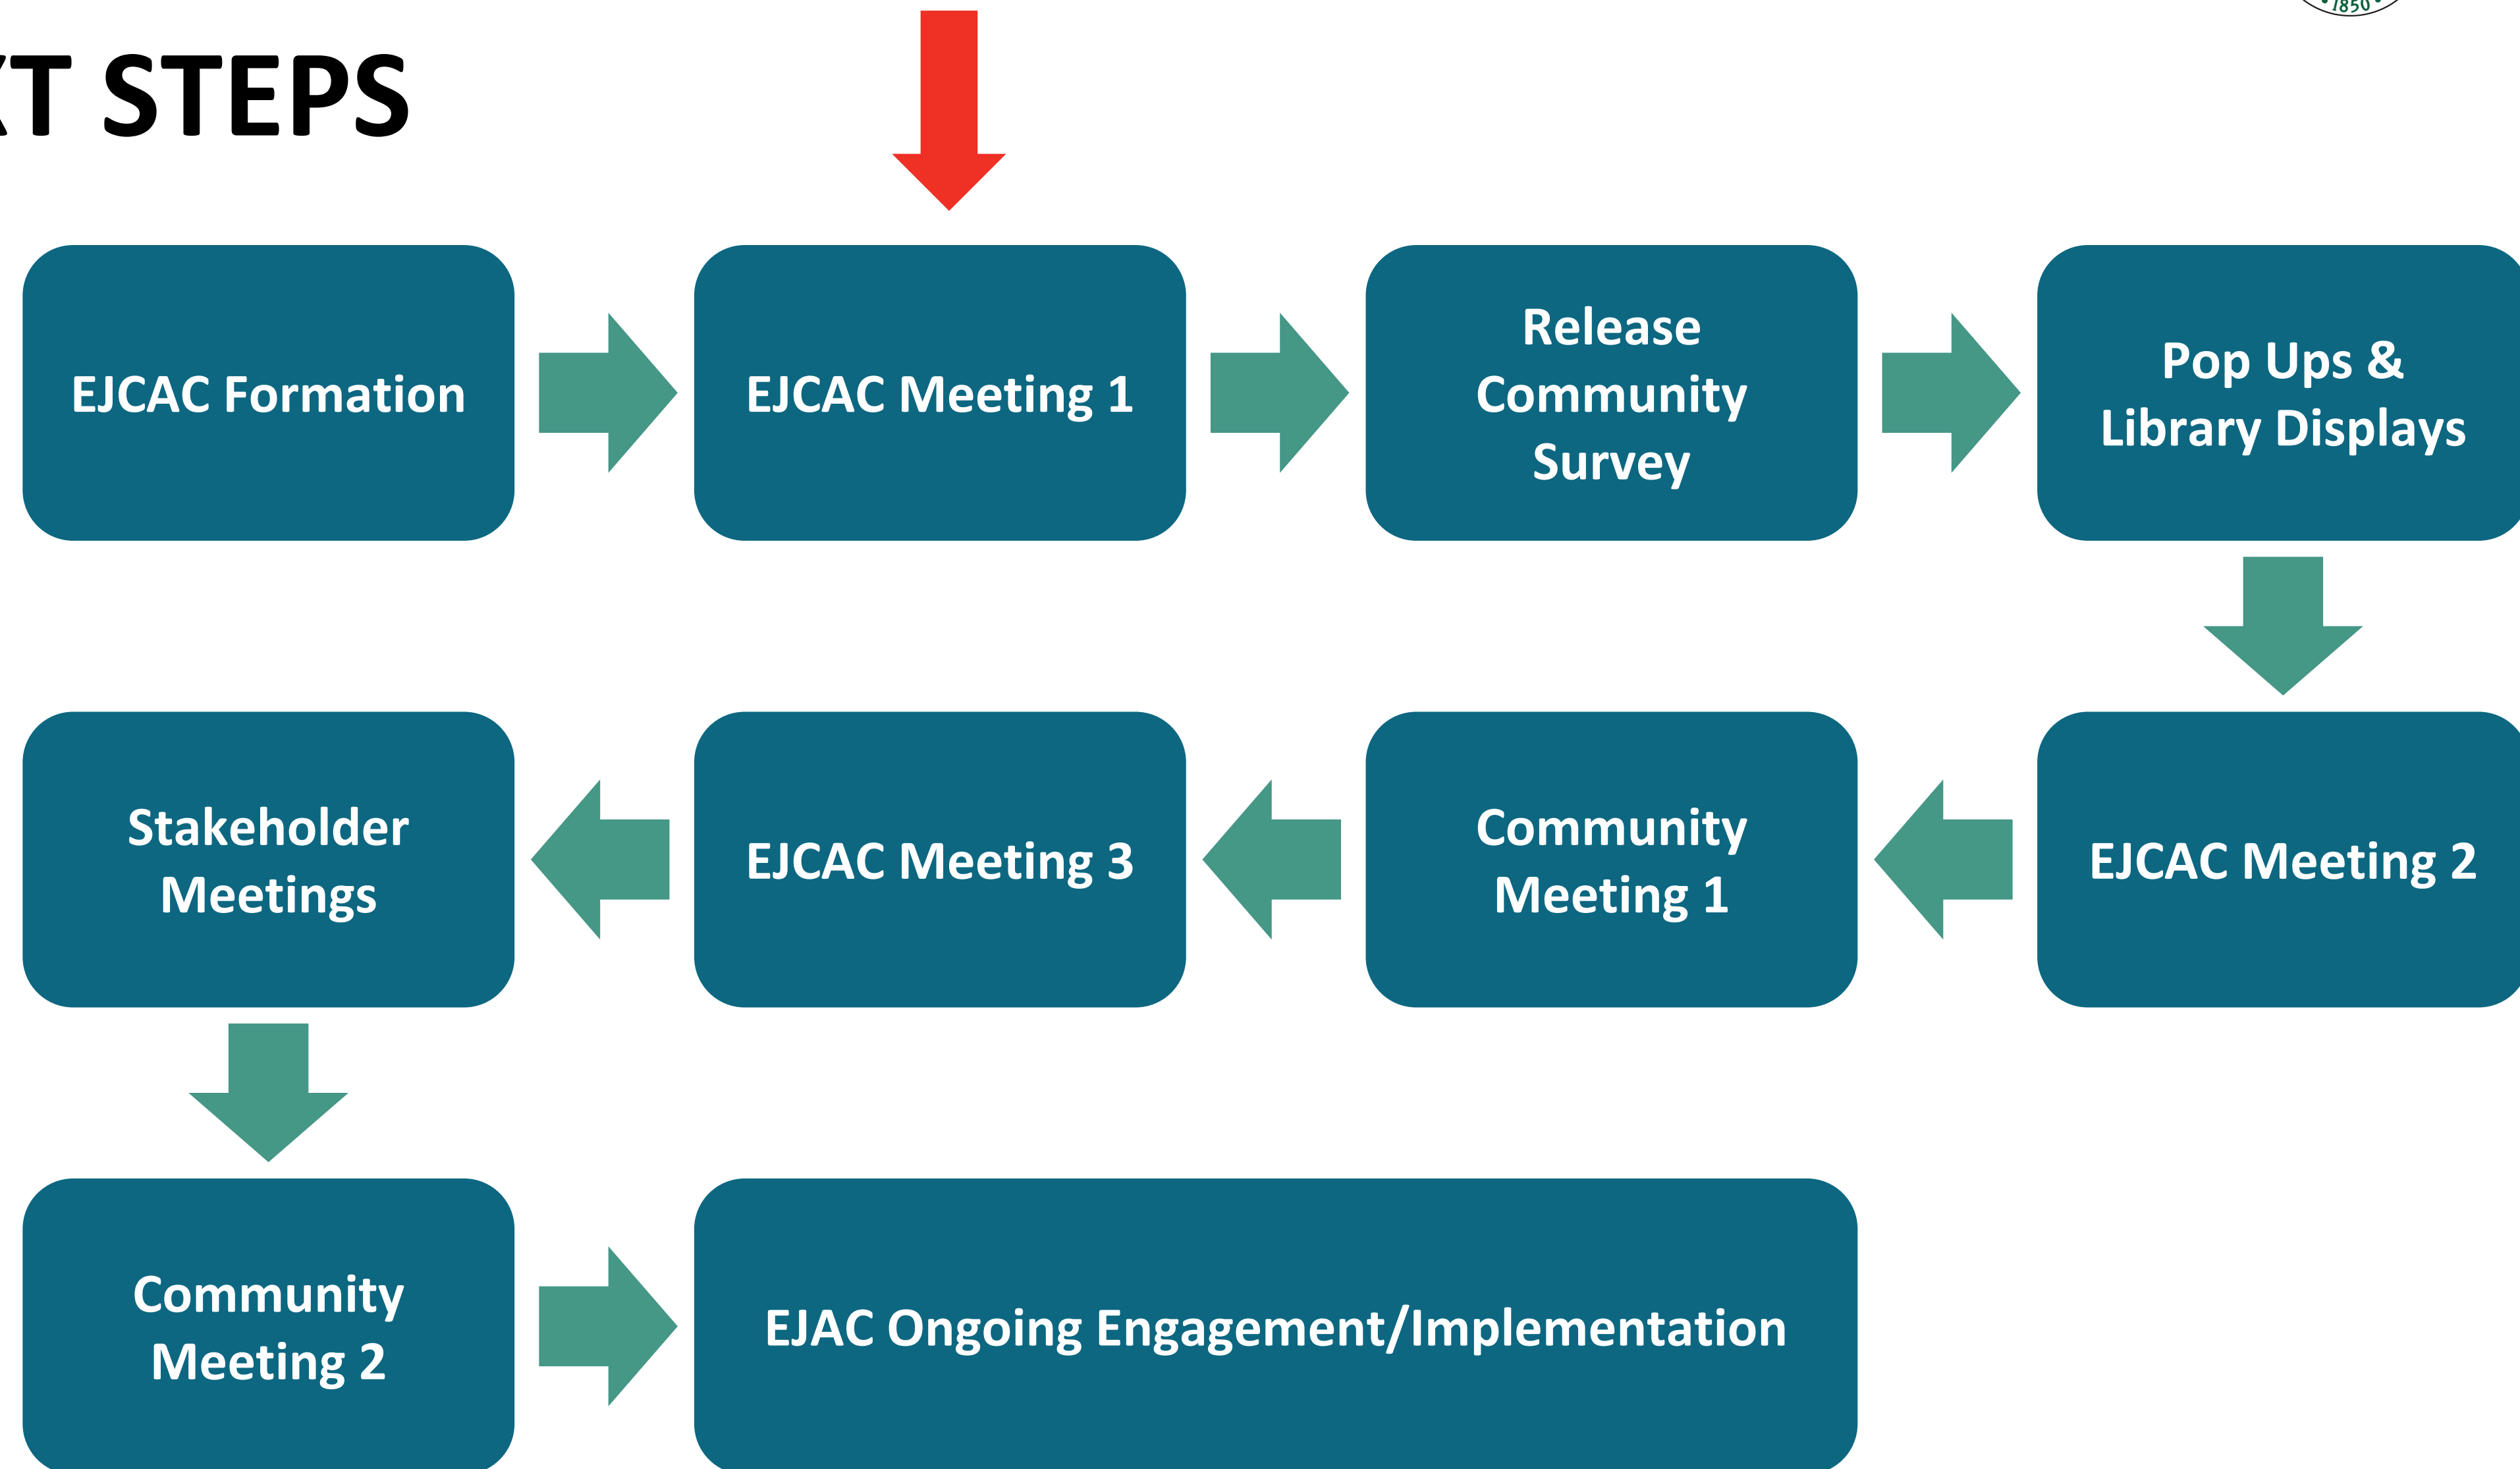 • 1850 •
STEPS
EJCAC Formation
EJCAC Meeting 1
Release
Community
Survey
Pop Ups &
Library Displays
Stakeholder
Meetings
EJCAC Meeting 3
Community
Meeting 1
EJCAC Meeting 2
Community
Meeting 2
EJAC Ongoing Engagement/Implementation